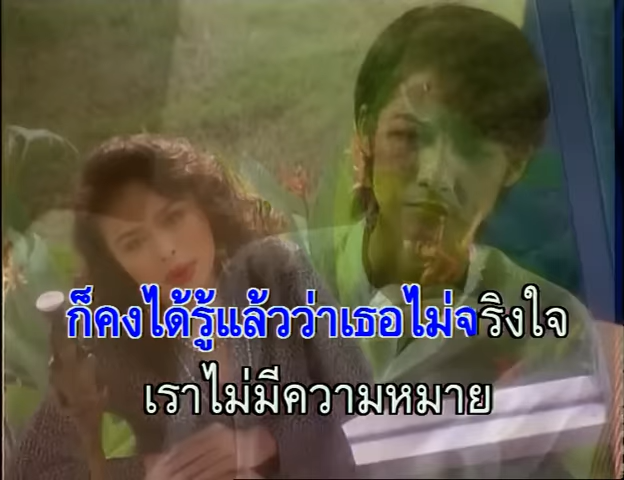 ก็คงได้รู้แล้วว่าเธอไม่จริงใจ
เราไม่มีความหมาย